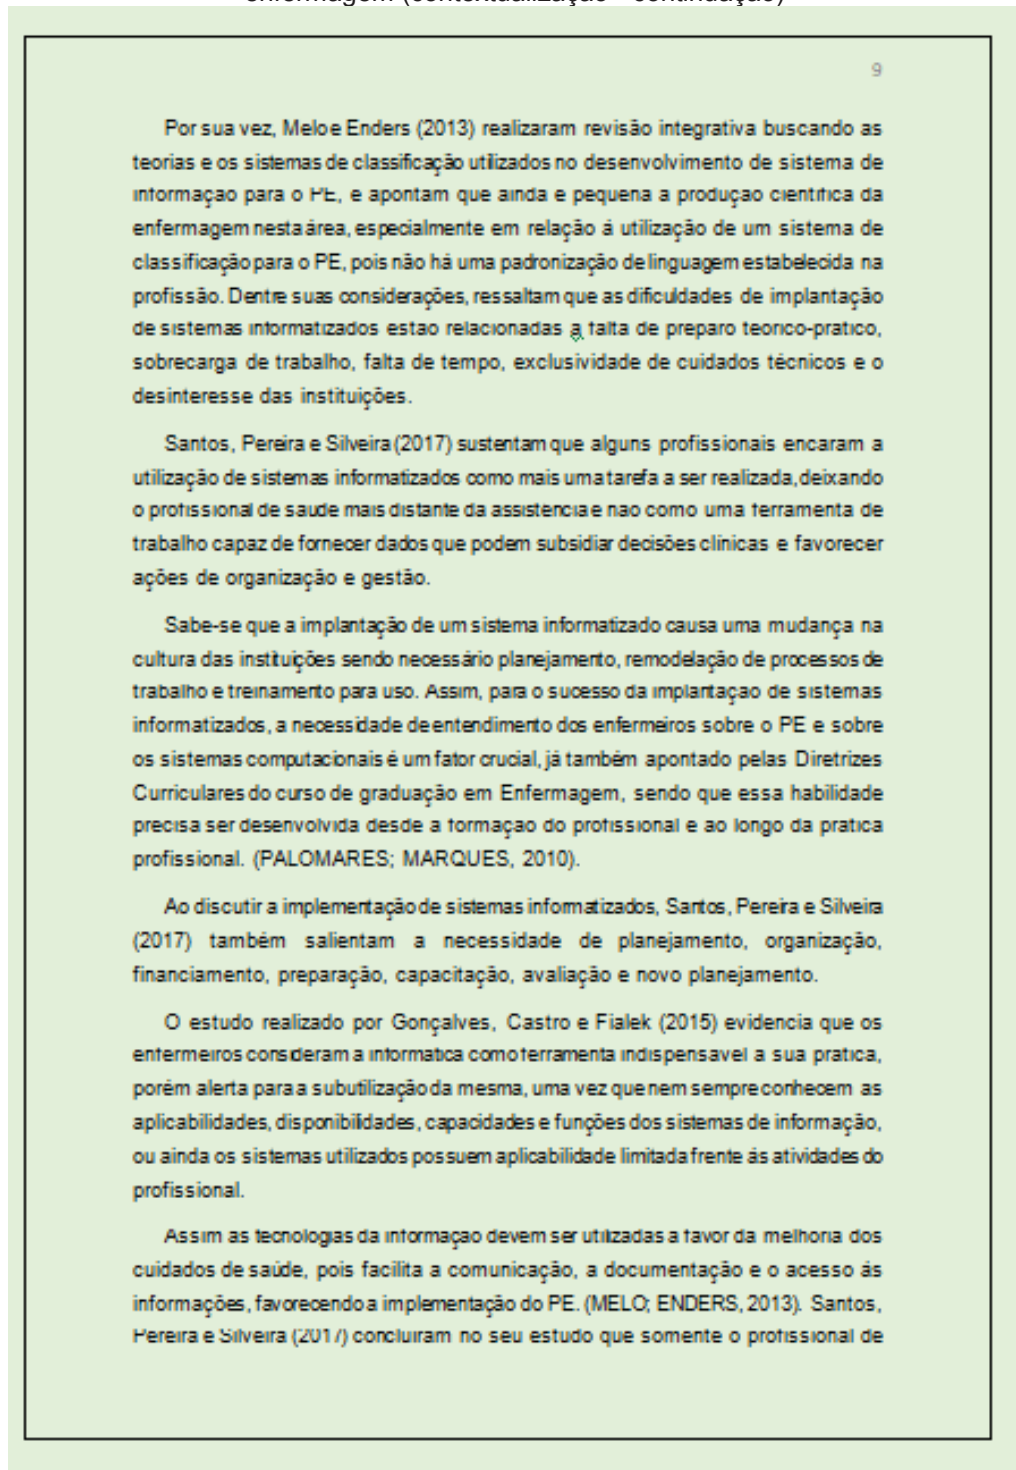 enfermagem (contextualização - continuação)
9
Por sua vez, Melo e Enders (2013) realizaram revisão integrativa buscando as
teorias e os sistemas de classificação utilizados no desenvolvimento de sistema de
informação para o PE, e apontam que ainda é pequena a produção científica da
enfermagem nesta área, especialmente em relação á utilização de um sistema de
classificação para o PE, pois não há uma padronização de linguagem estabelecida na
profissão. Dentre suas considerações, ressaltam que as dificuldades de implantação
de sistemas informatizados estão relacionadas a falta de preparo teórico-prático,
sobrecarga de trabalho, falta de tempo, exclusividade de cuidados técnicos e o
desinteresse das instituições.
Santos, Pereira e Silveira (2017) sustentam que alguns profissionais encaram a
utilização de sistemas informatizados como mais uma tarefa a ser realizada, deixando
o profissional de saúde mais distante da assistência e não como uma ferramenta de
trabalho capaz de fornecer dados que podem subsidiar decisões clínicas e favorecer
ações de organização e gestão.
Sabe-se que a implantação de um sistema informatizado causa uma mudança na
cultura das instituições sendo necessário planejamento, remodelação de processos de
trabalho e treinamento para uso. Assim, para o sucesso da implantação de sistemas
informatizados, a necessidade de entendimento dos enfermeiros sobre o PE e sobre
os sistemas computacionais é um fator crucial, já também apontado pelas Diretrizes
Curriculares do curso de graduação em Enfermagem, sendo que essa habilidade
precisa ser desenvolvida desde a formação do profissional e ao longo da prática
profissional. (PALOMARES; MARQUES, 2010).
Ao discutir a implementação de sistemas informatizados, Santos, Pereira e Silveira
(2017) também salientam a necessidade de planejamento, organização,
financiamento, preparação, capacitação, avaliação e novo planejamento.
O estudo realizado por Gonçalves, Castro e Fialek (2015) evidencia que os
enfermeiros consideram a informática como ferramenta indispensável a sua prática,
porém alerta para a subutilização da mesma, uma vez que nem sempre conhecem as
aplicabilidades, disponibilidades, capacidades e funções dos sistemas de informação,
ou ainda os sistemas utilizados possuem aplicabilidade limitada frente ás atividades do
profissional.
Assim as tecnologias da informação devem ser utilizadas a favor da melhoria dos
cuidados de saúde, pois facilita a comunicação, a documentação e o acesso ás
informações, favorecendo a implementação do PE. (MELO; ENDERS, 2013). Santos,
Pereira e Silveira (2017) concluíram no seu estudo que somente o profissional de